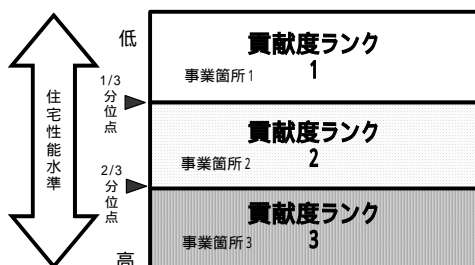 低
貢献度ランク
1
事業箇所1
1/3
分位点
住宅性能水準
貢献度ランク
2
事業箇所2
2/3
分位点
貢献度ランク
3
事業箇所3
高